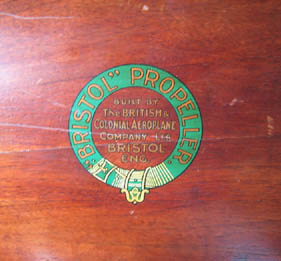 "BRISTOL" PROPELLER.
BUILT BY
The BRITISH &
COLONIAL AEROPLANE
COMPANY. LTD.
BRISTOL
ENG